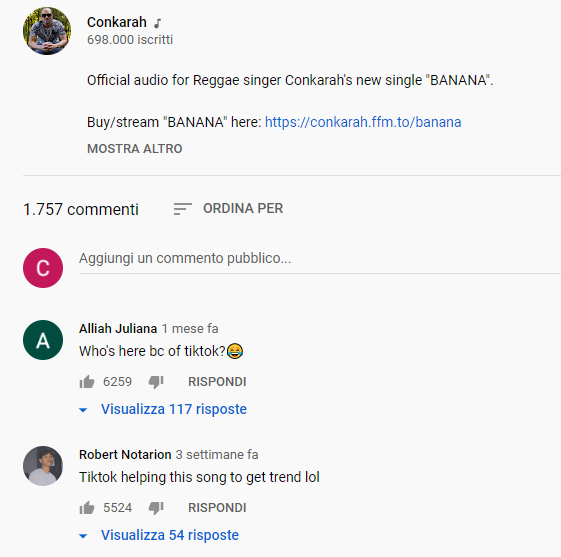 Conkarah
698.000 iscritti
Official audio for Reggae singer Conkarah's new single "BANANA".
Buy/stream "BANANA" here: https://conkarah.ffm.to/banana
MOSTRA ALTRO
1.757 commenti ORDINA PER
C Aggiungi un commento pubblico...
A Alliah Juliana 1 mese fa
Who's here bc of tiktok?😂
6259 RISPONDI
Visualizza 117 risposte
Robert Notarion 3 settimane fa
Tiktok helping this song to get trend lol
5524 RISPONDI
Visualizza 54 risposte